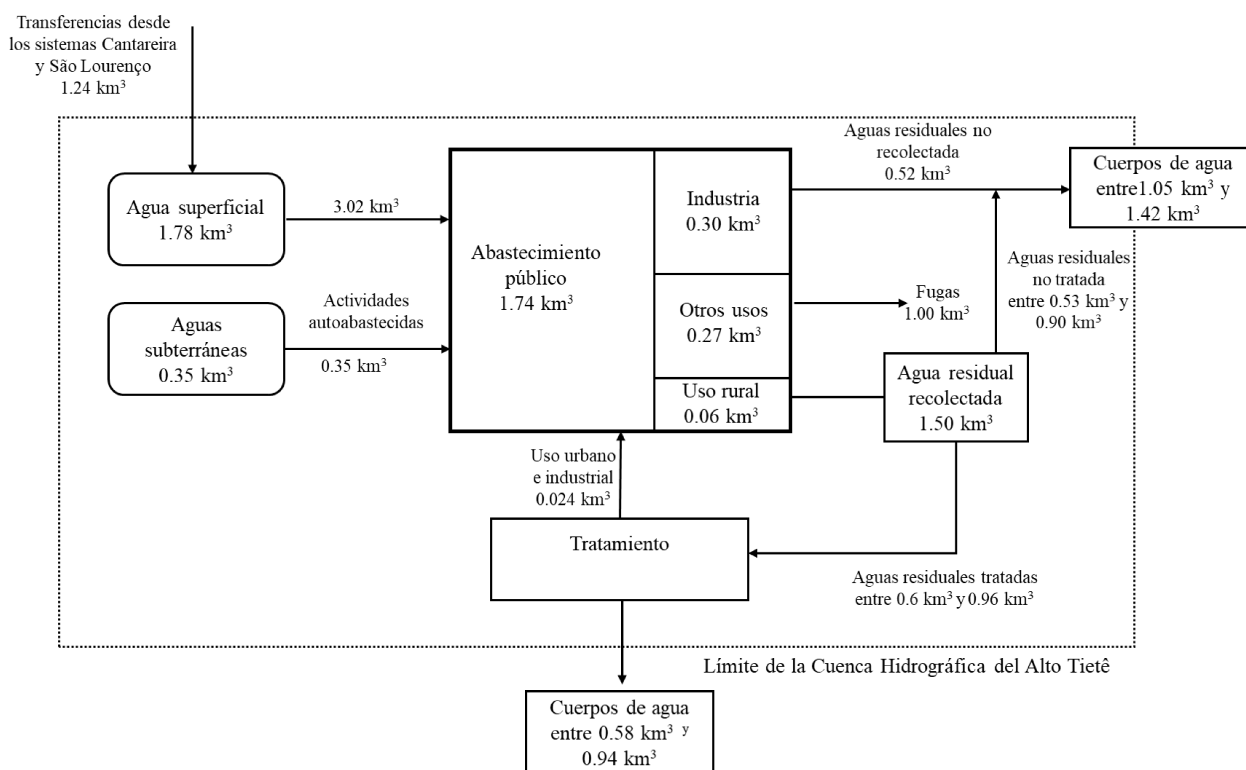 Transferencias desde
los sistemas Cantareira
y São Lourenço
1.24 km³
Agua superficial
1.78 km³
3.02 km³
Aguas
subterráneas
0.35 km³
Actividades
autoabastecidas
0.35 km³
Abastecimiento
público
1.74 km³
Industria
0.30 km³
Otros usos
0.27 km³
Uso rural
0.06 km³
Aguas residuales no
recolectada
0.52 km³
Cuerpos de agua
entre1.05 km³ y
1.42 km³
Aguas residuales
no tratada
entre 0.53 km³ y
0.90 km³
Fugas
1.00 km³
Agua residual
recolectada
1.50 km³
Uso urbano
e industrial
0.024 km³
Tratamiento
Aguas residuales tratadas
entre 0.6 km³ y 0.96 km³
Límite de la Cuenca Hidrográfica del Alto Tietê
Cuerpos de agua
entre 0.58 km³ y
0.94 km³